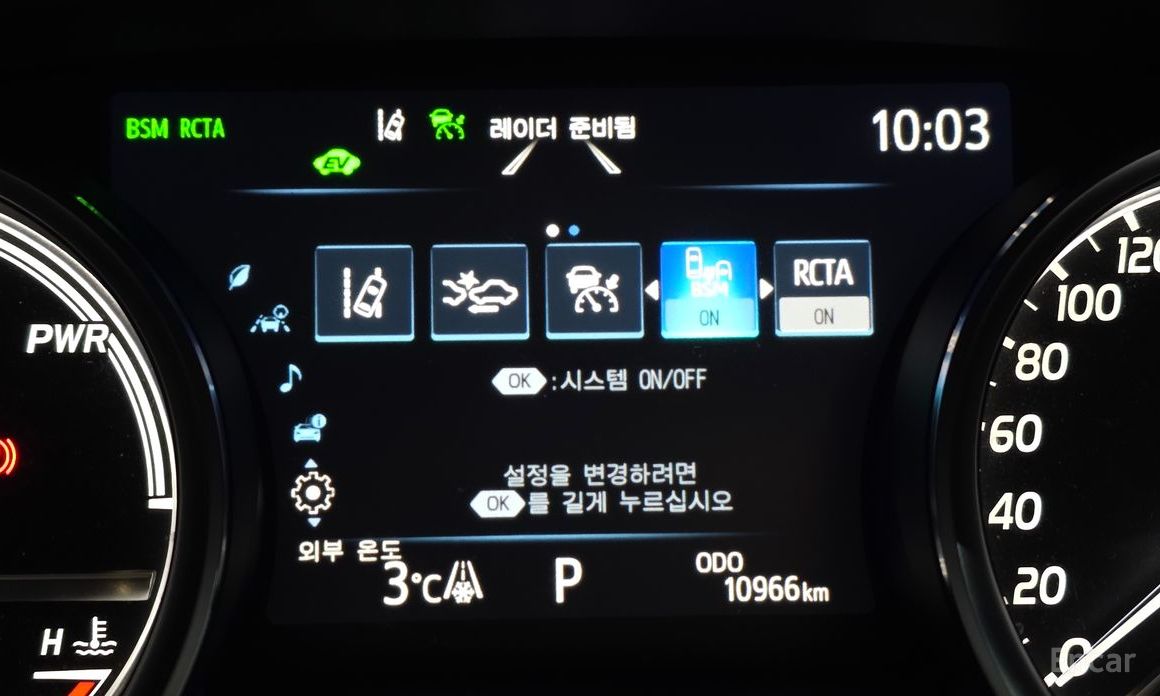 BSM RCTA
레이더 준비됨
10:03
EV
PWR
BSM
ON
RCTA
ON
OK :시스템 ON/OFF
설정을 변경하려면
OK 를 길게 누르십시오
외부 온도
3℃
P
ODO
10966km
H
120
100
80
60
40
20
0
Encar